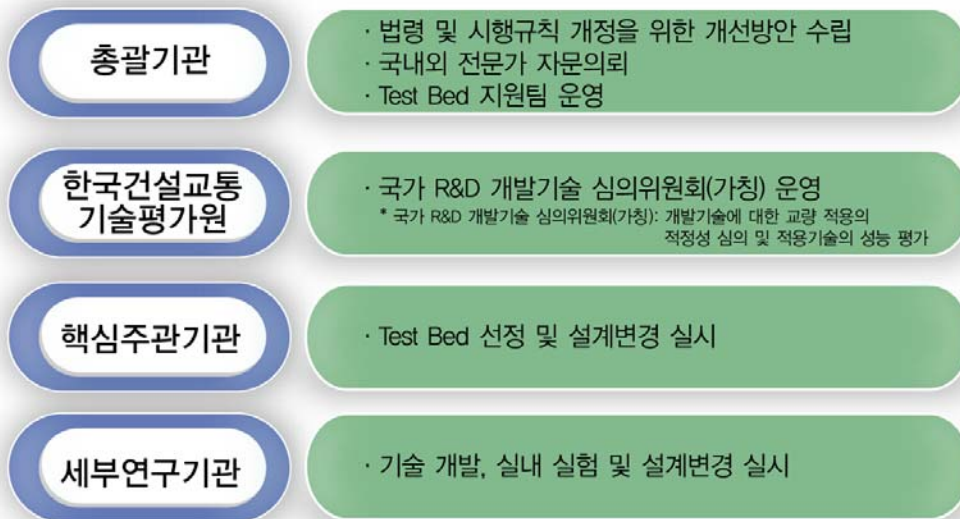 총괄기관
· 법령 및 시행규칙 개정을 위한 개선방안 수립
· 국내외 전문가 자문의뢰
· Test Bed 지원팀 운영
한국건설교통
기술평가원
· 국가 R&D 개발기술 심의위원회(가칭) 운영
* 국가 R&D 개발기술 심의위원회(가칭): 개발기술에 대한 교량 적용의
적정성 심의 및 적용기술의 성능 평가
핵심주관기관
· Test Bed 선정 및 설계변경 실시
세부연구기관
· 기술 개발, 실내 실험 및 설계변경 실시